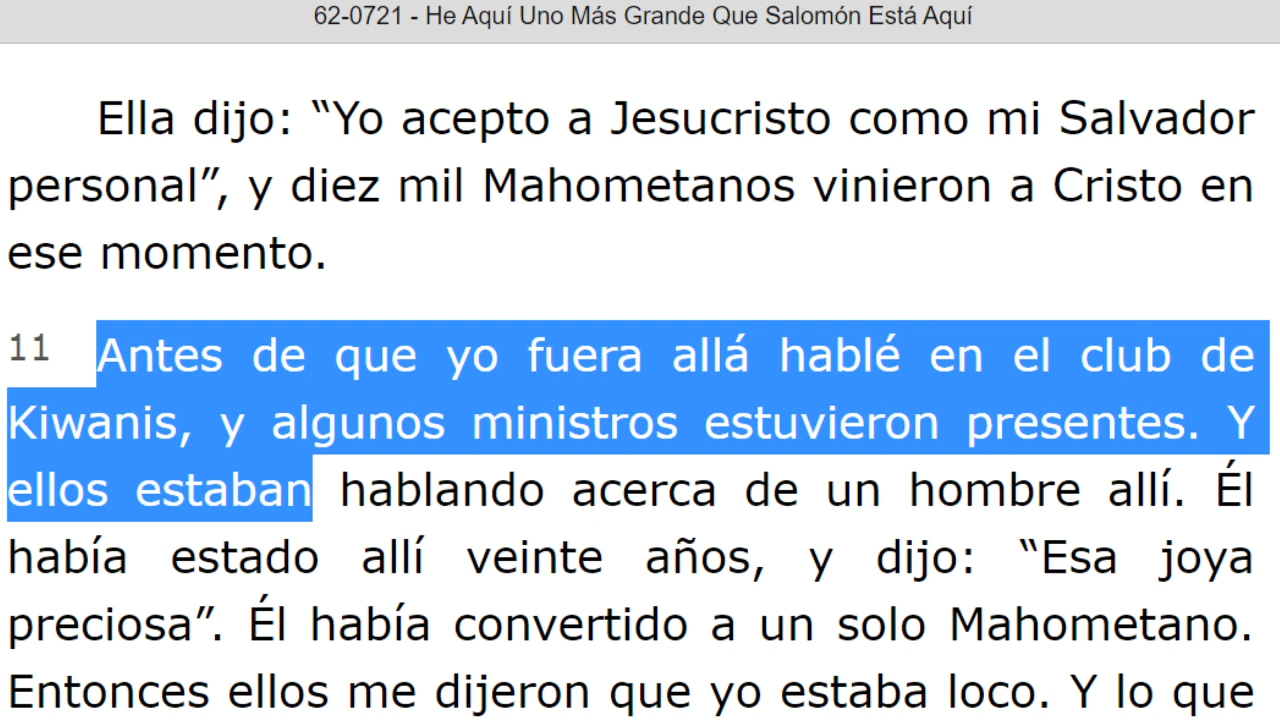 62-0721 - He Aquí Uno Más Grande Que Salomón Está Aquí
Ella dijo: “Yo acepto a Jesucristo como mi Salvador
personal”, y diez mil Mahometanos vinieron a Cristo en
ese momento.
11 Antes de que yo fuera allá hablé en el club de
Kiwanis, y algunos ministros estuvieron presentes. Y
ellos estaban hablando acerca de un hombre allí. Él
había estado allí veinte años, y dijo: “Esa joya
preciosa”. Él había convertido a un solo Mahometano.
Entonces ellos me dijeron que yo estaba loco. Y lo que